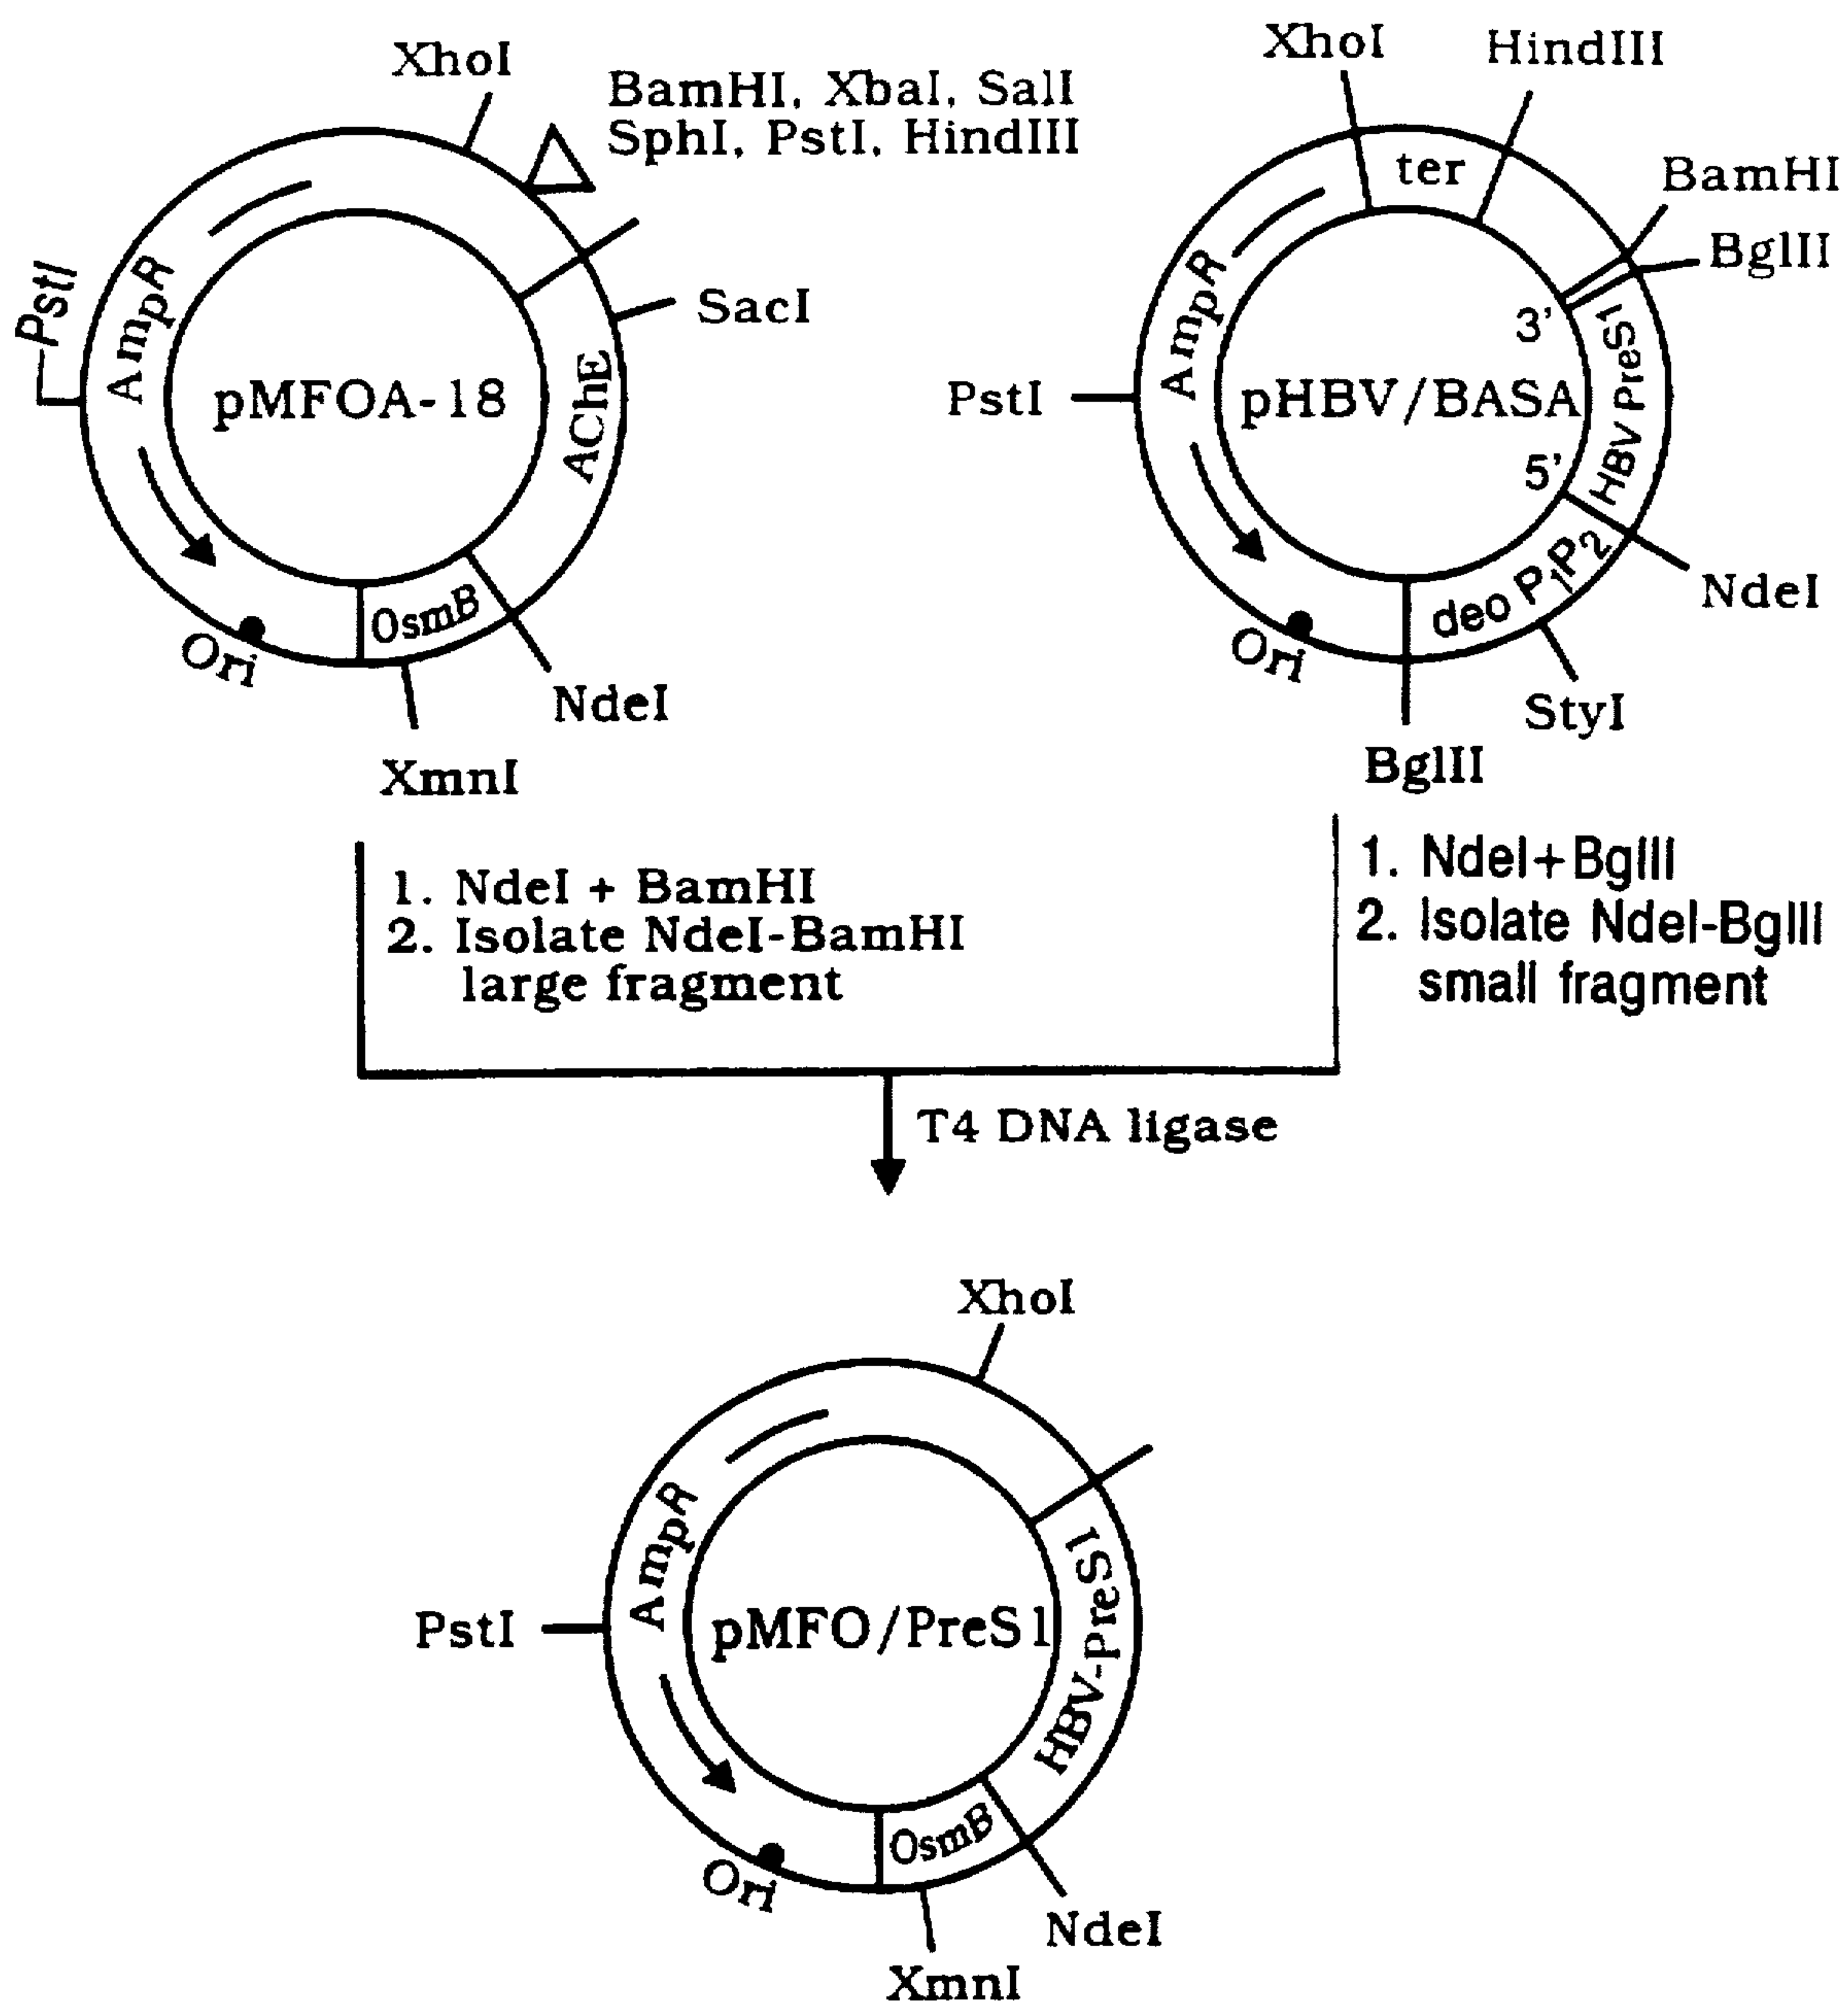 XhoI
BamHI, XbaI, SalI
SphI, PstI, HindIII
SacI
PstI
AmpR
pMFOA-18
AChE
OsmB
Ori
NdeI
XmnI
XhoI
HindIII
ter
BamHI
BglII
3'
HBV PreS1
AmpR
PstI
pHBV/BASA
5'
deo P1P2
NdeI
Ori
StyI
BglII
1. NdeI + BamHI
2. Isolate NdeI-BamHI
large fragment
1. NdeI+BglII
2. Isolate NdeI-BglII
small fragment
T4 DNA ligase
XhoI
AmpR
PstI
pMFO/PreS1
HBV-preS1
OsmB
Ori
NdeI
XmnI